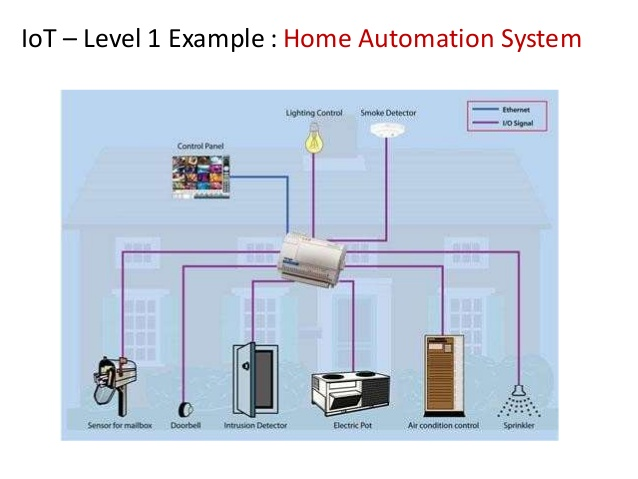 IoT – Level 1 Example : Home Automation System
Lighting Control
Smoke Detector
Ethernet
I/O Signal
Control Panel
Sensor for mailbox
Doorbell
Intrusion Detector
Electric Pot
Air condition control
Sprinkler